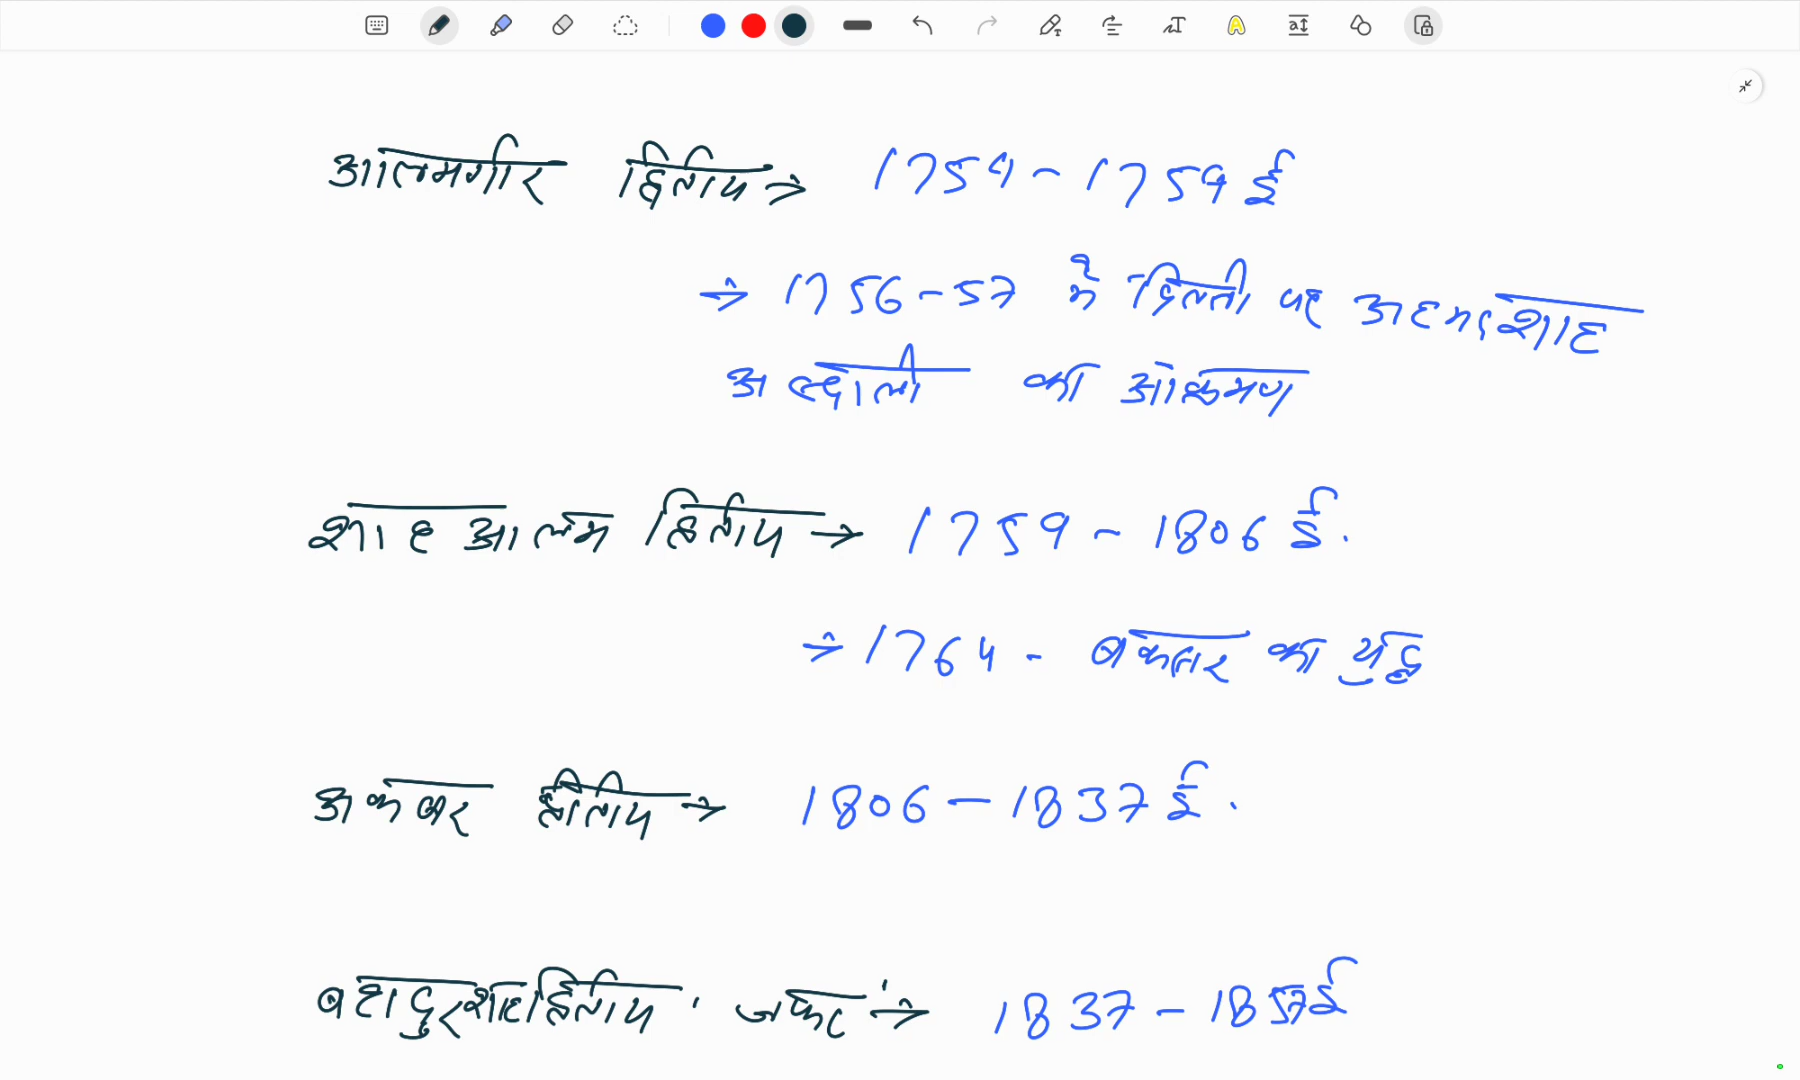 आलमगीर द्वितीय → 1754 - 1759 ई
→ 1756-57 में दिल्ली पर अहमदशाह
अब्दाली का आक्रमण
शाह आलम द्वितीय → 1759 - 1806 ई.
→ 1764 - बक्सर का युद्ध
अकबर द्वितीय → 1806 - 1837 ई.
बहादुरशाह द्वितीय 'जफर' → 1837 - 1857 ई